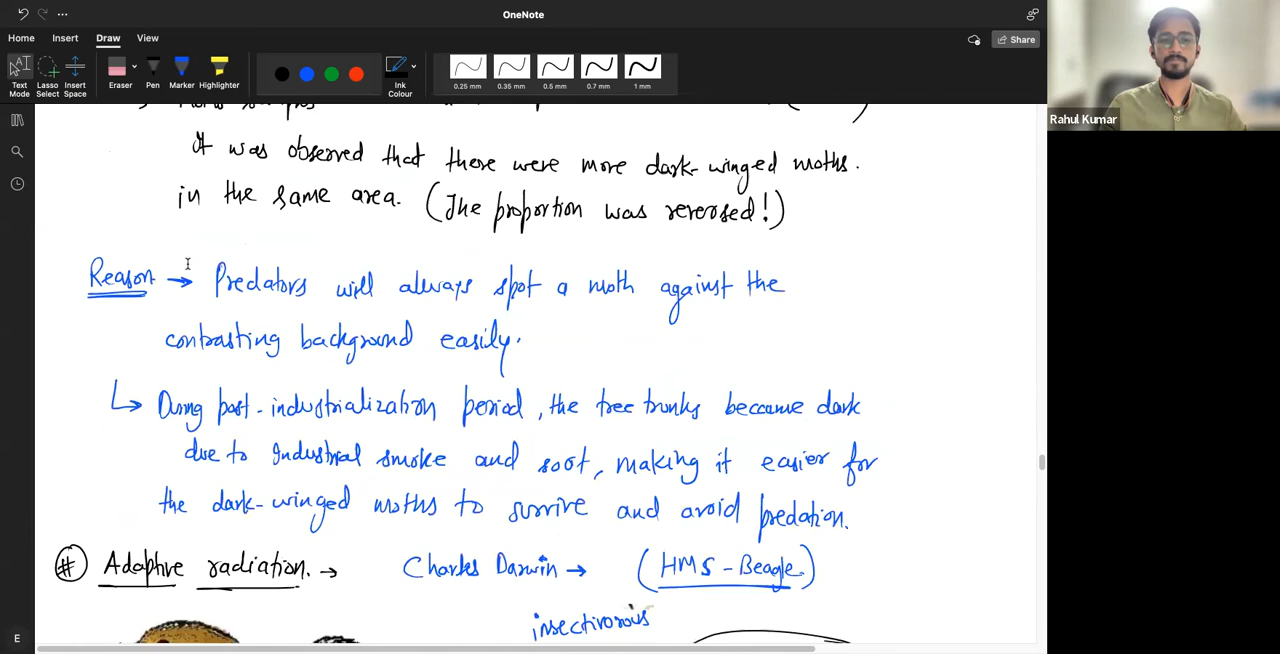 OneNote
Home Insert Draw View
Share
Text Mode Lasso Select Insert Space Eraser Pen Marker Highlighter Ink Colour 0.25 mm 0.35 mm 0.5 mm 0.7 mm 1 mm
Rahul Kumar
It was observed that there were more dark-winged moths.
in the same area. (The proportion was reversed!)
Reason → Predators will always spot a moth against the
contrasting background easily.
↳ During post-industrialization period, the tree trunks became dark
due to Industrial smoke and soot, making it easier for
the dark-winged moths to survive and avoid predation.
# Adaptive radiation. → Charles Darwin → (HMS-Beagle)
insectivorous
E